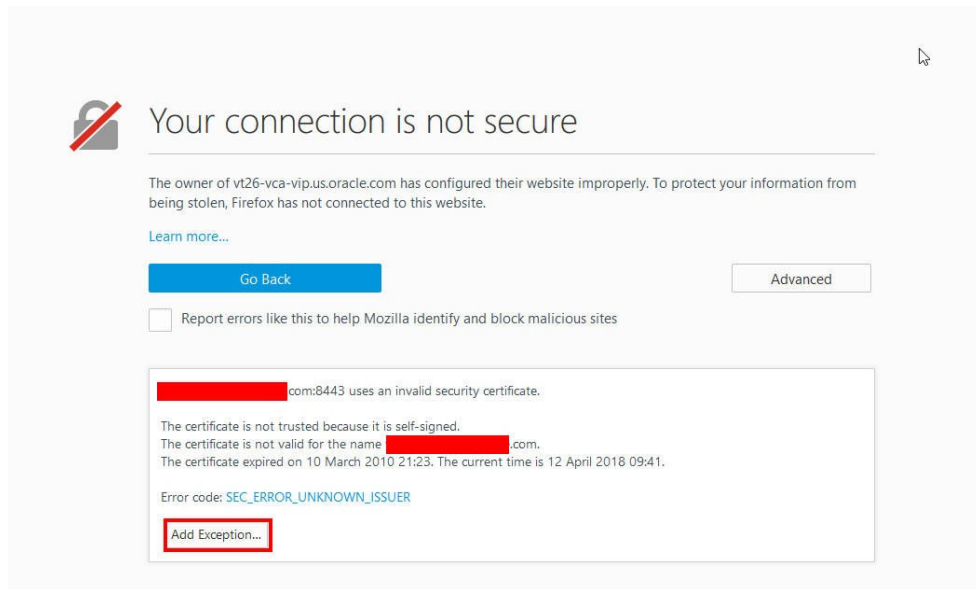 Your connection is not secure
The owner of vt26-vca-vip.us.oracle.com has configured their website improperly. To protect your information from
being stolen, Firefox has not connected to this website.
Learn more...
Go Back
Advanced
Report errors like this to help Mozilla identify and block malicious sites
.com:8443 uses an invalid security certificate.
The certificate is not trusted because it is self-signed.
The certificate is not valid for the name .com.
The certificate expired on 10 March 2010 21:23. The current time is 12 April 2018 09:41.
Error code: SEC_ERROR_UNKNOWN_ISSUER
Add Exception...